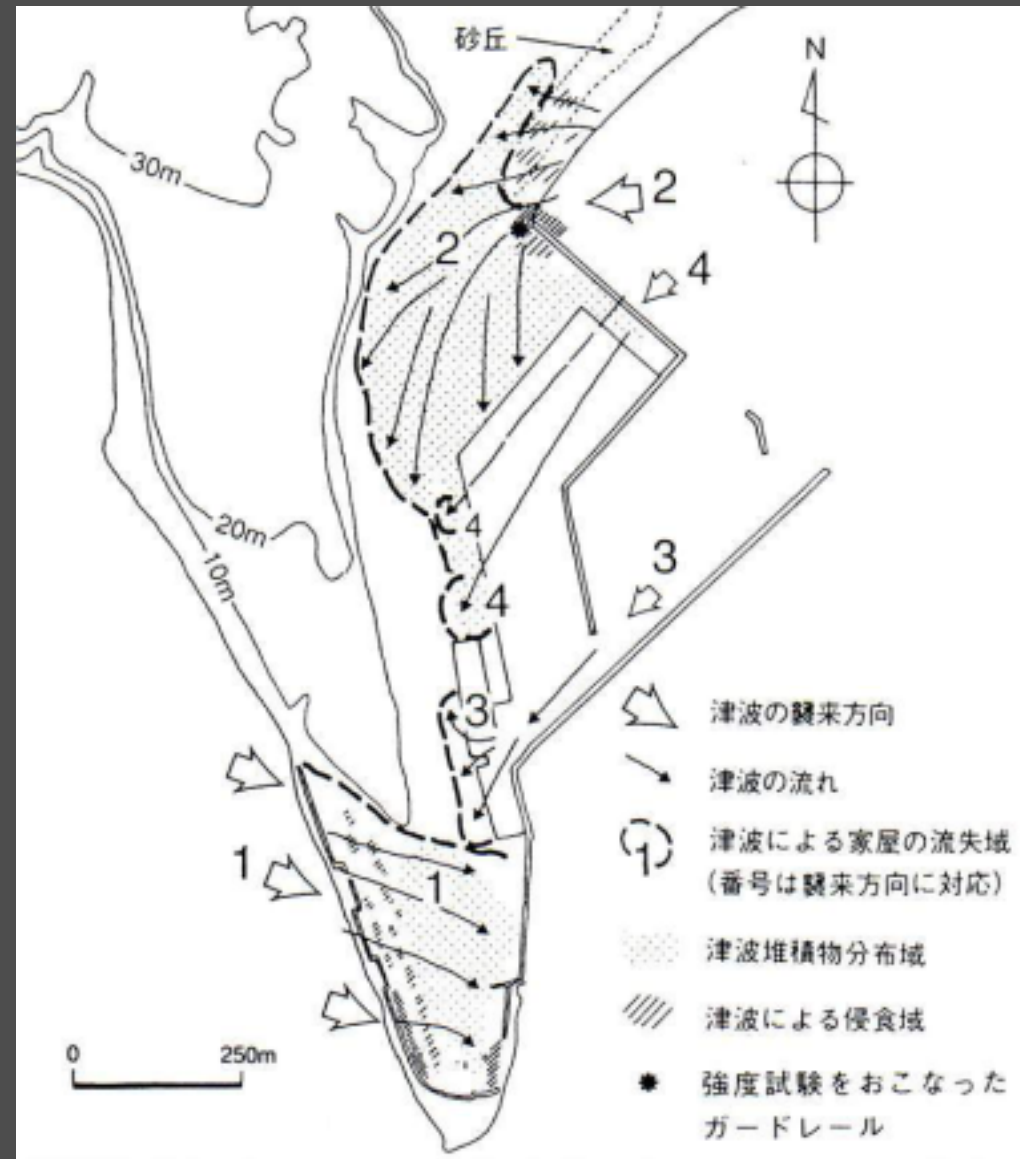 砂丘
N
30m
2
2
4
20m
10m
4
4
3
3
1
1
0 250m
津波の襲来方向
津波の流れ
1
津波による家屋の流失域
(番号は襲来方向に対応)
津波堆積物分布域
津波による侵食域
強度試験をおこなった
ガードレール